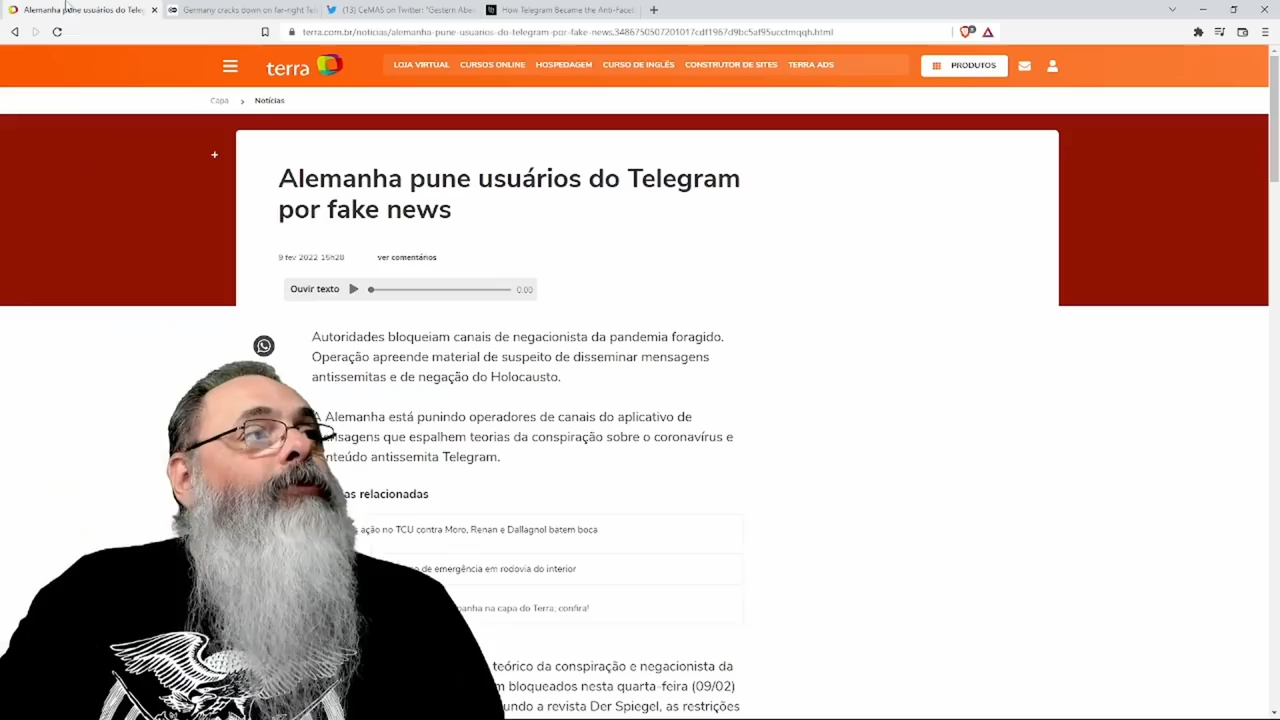 Alemanha pune usuários do Teleg
Germany cracks down on far-right Tel
(13) CeMAS on Twitter: "Gestern Aber
How Telegram Became the Anti-Faceb
terra.com.br/noticias/alemanha-pune-usuarios-do-telegram-por-fake-news,
terra
LOJA VIRTUAL CURSOS ONLINE HOSPEDAGEM CURSO DE INGLÊS CONSTRUTOR DE SITES TERRA ADS
PRODUTOS
Capa > Notícias
Alemanha pune usuários do Telegram
por fake news
9 fev 2022 15h28 ver comentários
Ouvir texto 0:00
Autoridades bloqueiam canais de negacionista da pandemia foragido.
Operação apreende material de suspeito de disseminar mensagens
antissemitas e de negação do Holocausto.
A Alemanha está punindo operadores de canais do aplicativo de
ensagens que espalhem teorias da conspiração sobre o coronavírus e
nteúdo antissemita Telegram.
as relacionadas
ação no TCU contra Moro, Renan e Dallagnol batem boca
de emergência em rodovia do interior
anha na capa do Terra; confira!
teórico da conspiração e negacionista da
m bloqueados nesta quarta-feira (09/02)
undo a revista Der Spiegel, as restrições